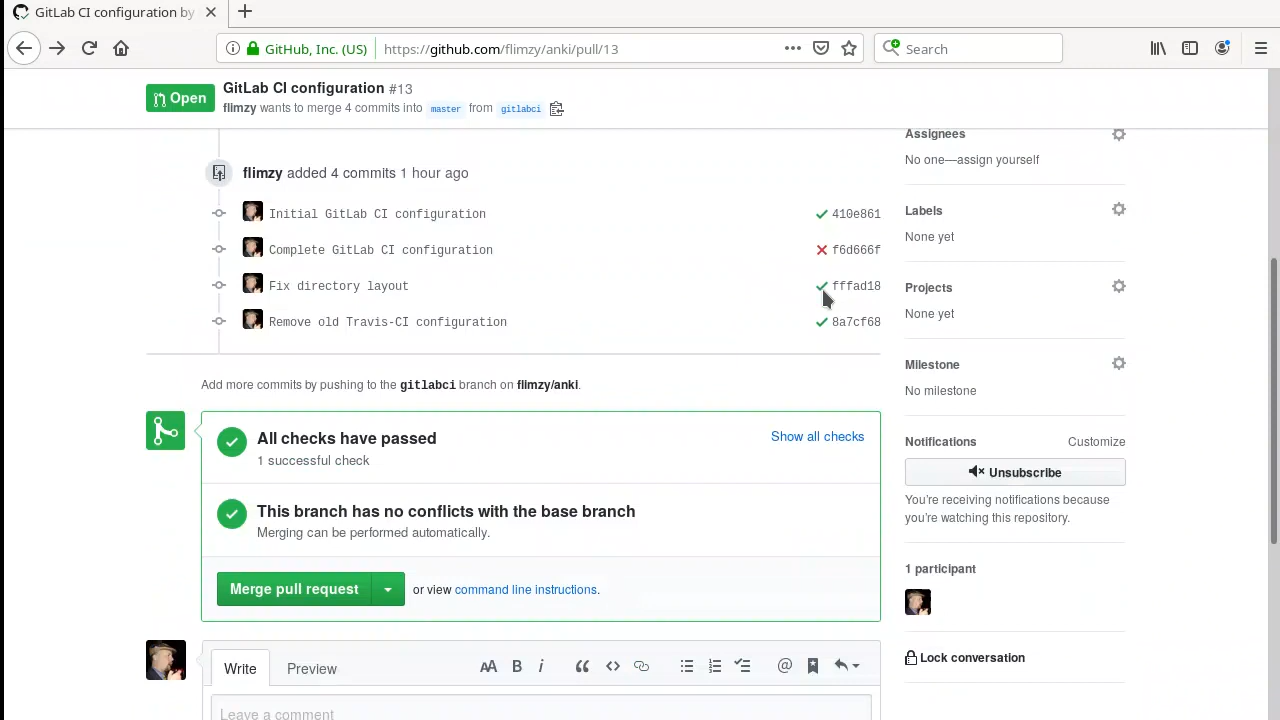 GitLab CI configuration by
GitHub, Inc. (US)
https://github.com/flimzy/anki/pull/13
Search
Open
GitLab CI configuration #13
flimzy wants to merge 4 commits into master from gitlabci
flimzy added 4 commits 1 hour ago
Initial GitLab CI configuration 410e861
Complete GitLab CI configuration f6d666f
Fix directory layout fffad18
Remove old Travis-CI configuration 8a7cf68
Add more commits by pushing to the gitlabci branch on flimzy/anki.
All checks have passed
Show all checks
1 successful check
This branch has no conflicts with the base branch
Merging can be performed automatically.
Merge pull request
or view command line instructions.
Write
Preview
AA B i
Leave a comment
Assignees
No one—assign yourself
Labels
None yet
Projects
None yet
Milestone
No milestone
Notifications
Customize
Unsubscribe
You're receiving notifications because
you're watching this repository.
1 participant
Lock conversation